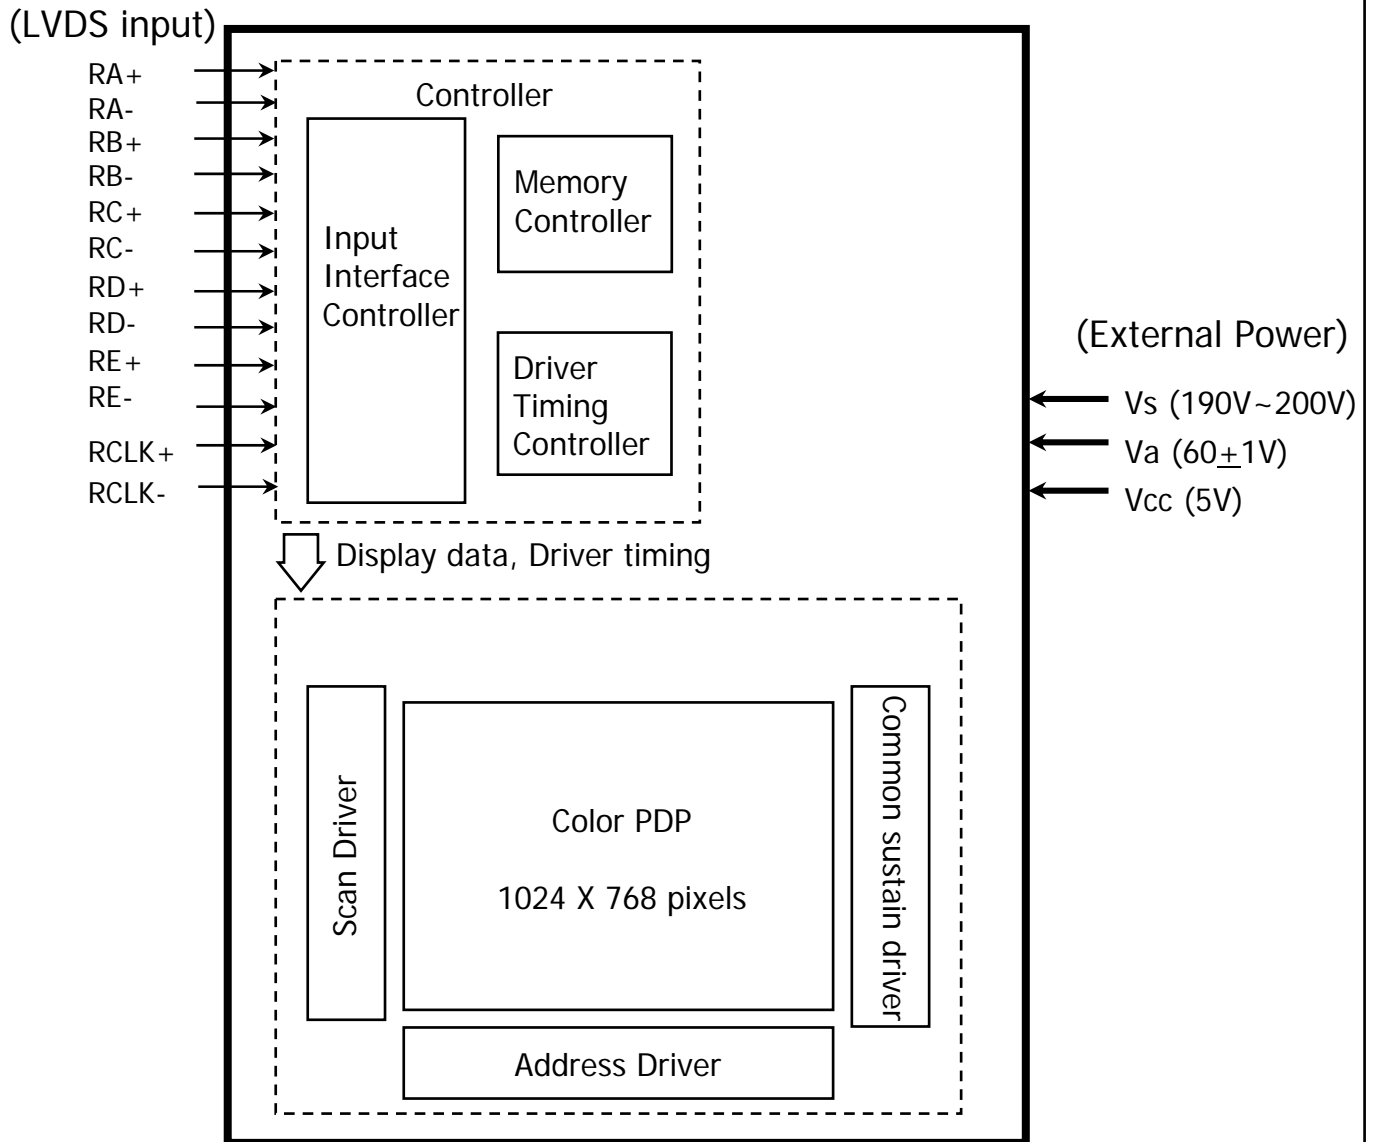 (LVDS input)
RA+
RA-
RB+
RB-
RC+
RC-
RD+
RD-
RE+
RE-
RCLK+
RCLK-
Controller
Input
Interface
Controller
Memory
Controller
Driver
Timing
Controller
(External Power)
Vs (190V~200V)
Va (60±1V)
Vcc (5V)
Display data, Driver timing
Scan Driver
Color PDP
1024 X 768 pixels
Common sustain driver
Address Driver